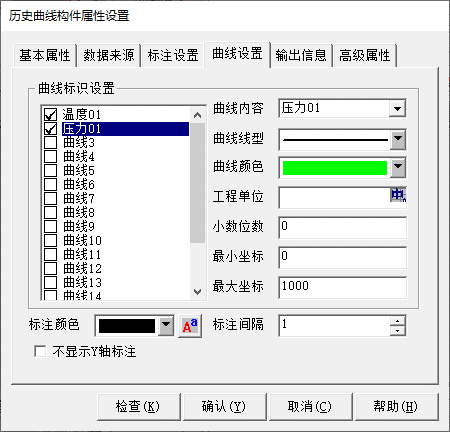 历史曲线构件属性设置
基本属性 数据来源 标注设置 曲线设置 输出信息 高级属性
曲线标识设置
温度01
压力01
曲线3
曲线4
曲线5
曲线6
曲线7
曲线8
曲线9
曲线10
曲线11
曲线12
曲线13
曲线14
曲线内容 压力01
曲线线型
曲线颜色
工程单位 中
小数位数 0
最小坐标 0
最大坐标 1000
标注颜色 Aa 标注间隔 1
不显示Y轴标注
检查(K) 确认(Y) 取消(C) 帮助(H)